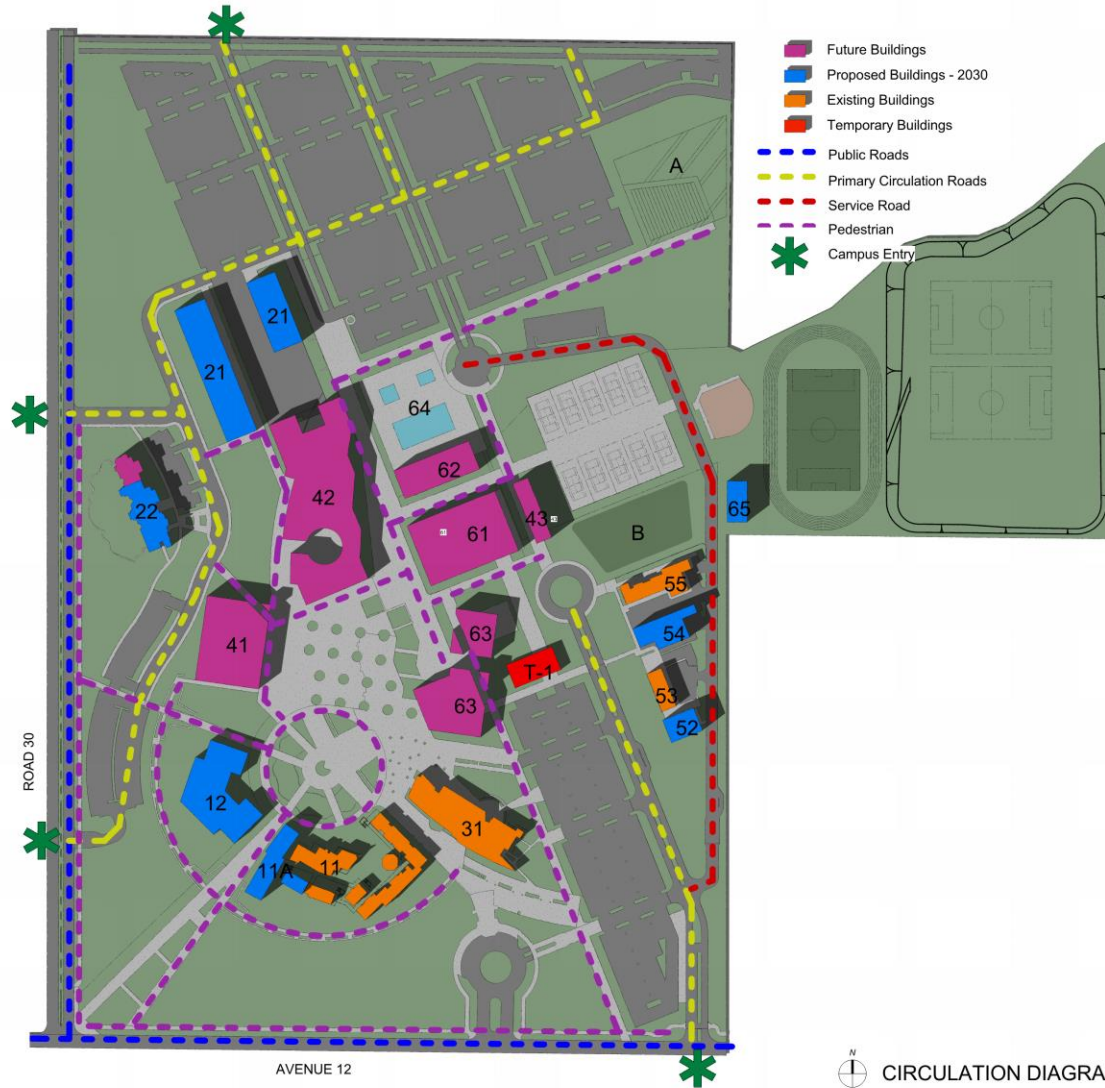 Future Buildings
Proposed Buildings - 2030
Existing Buildings
Temporary Buildings
Public Roads
Primary Circulation Roads
Service Road
Pedestrian
Campus Entry
A
21
21
64
62
42
43
61
65
22
B
55
54
63
41
T-1
53
63
52
ROAD 30
12
31
11
11A
AVENUE 12
N
CIRCULATION DIAGRA